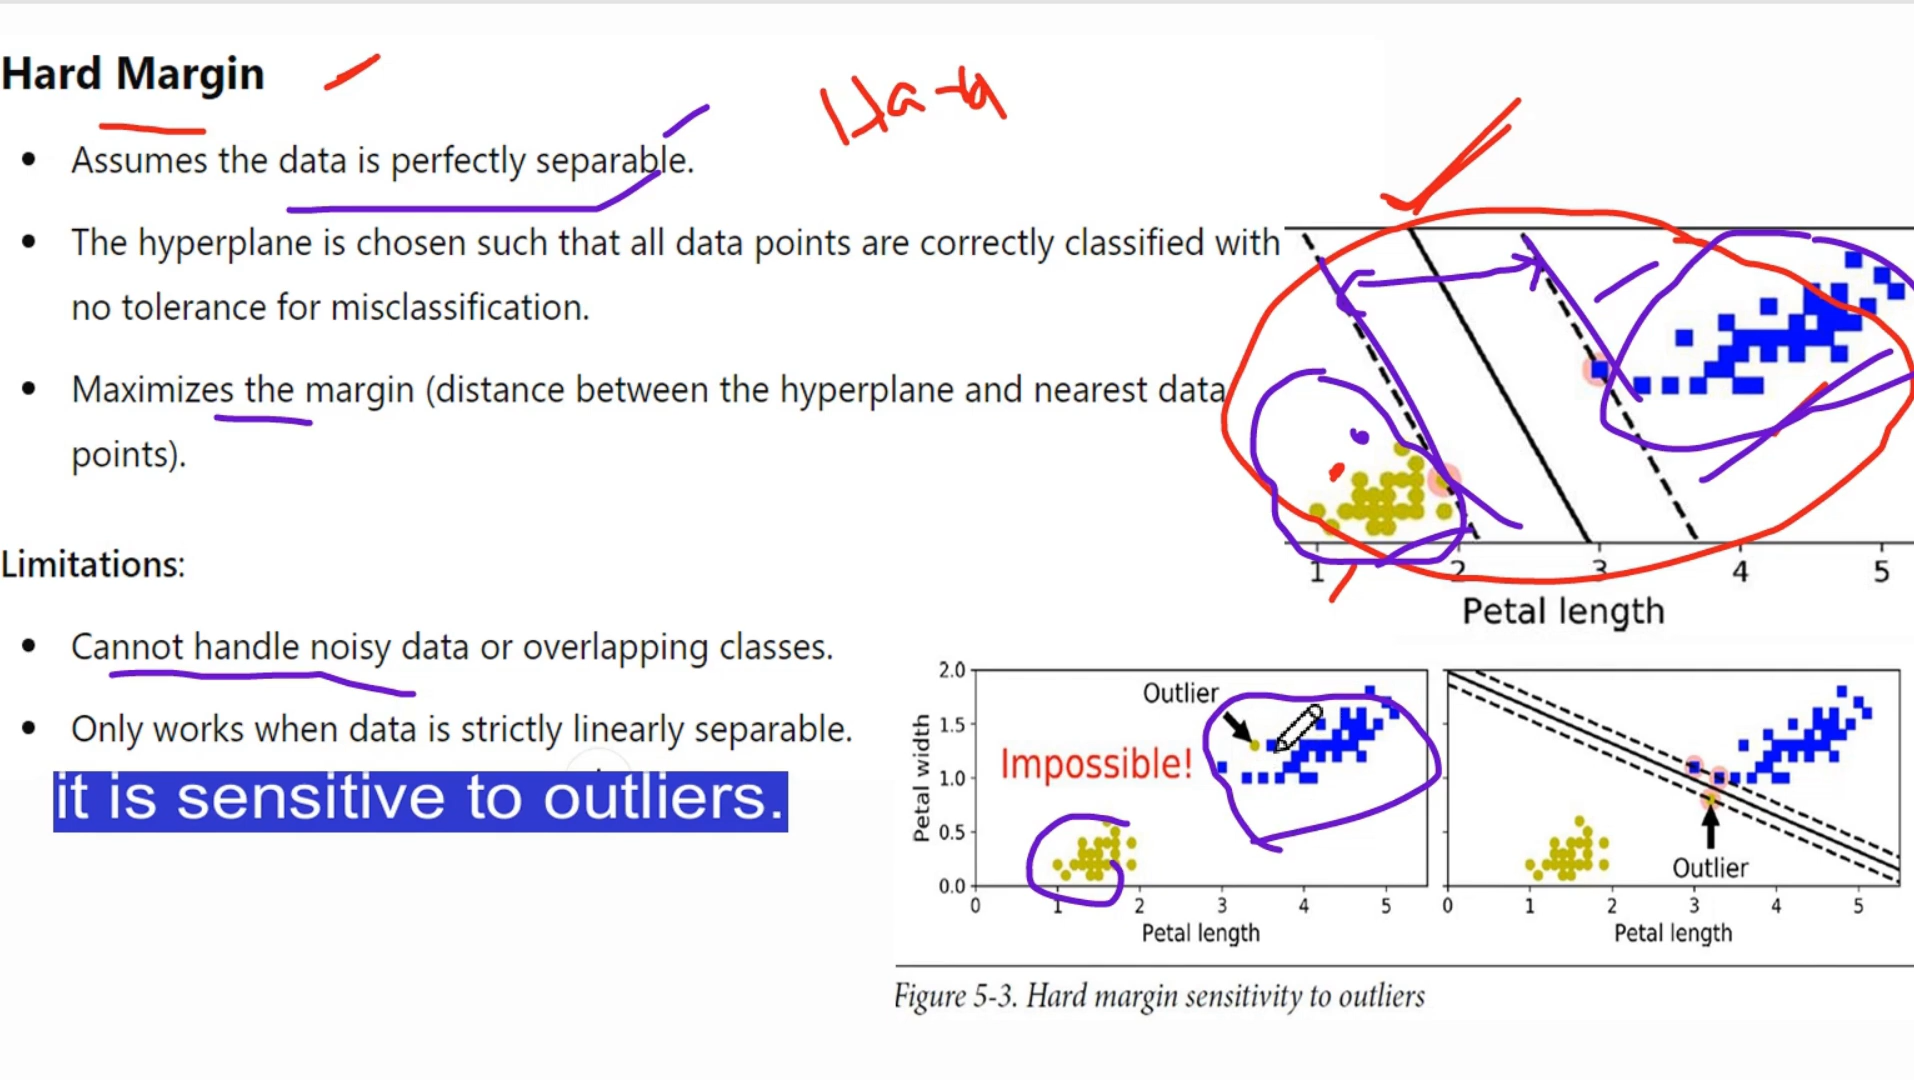 Hard Margin
• Assumes the data is perfectly separable.
• The hyperplane is chosen such that all data points are correctly classified with
no tolerance for misclassification.
• Maximizes the margin (distance between the hyperplane and nearest data
points).
Limitations:
• Cannot handle noisy data or overlapping classes.
• Only works when data is strictly linearly separable.
it is sensitive to outliers.
1 2 3 4 5
Petal length
2.0
1.5
1.0
0.5
0.0
Petal width
Outlier
Impossible!
0 1 2 3 4 5
Petal length
Outlier
0 1 2 3 4 5
Petal length
Figure 5-3. Hard margin sensitivity to outliers